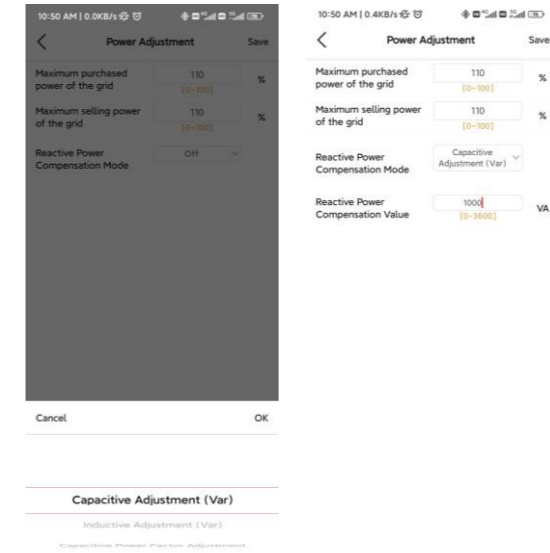 10:50 AM | 0.0KB/s
Power Adjustment
Save
Maximum purchased
power of the grid
110
%
[0~100]
Maximum selling power
of the grid
110
%
[0~100]
Reactive Power
Compensation Mode
Off
Cancel
OK
Capacitive Adjustment (Var)
Inductive Adjustment (Var)
Capacitive Power Factor Adjustment
10:50 AM | 0.4KB/s
Power Adjustment
Save
Maximum purchased
power of the grid
110
%
[0~100]
Maximum selling power
of the grid
110
%
[0~100]
Reactive Power
Compensation Mode
Capacitive
Adjustment (Var)
Reactive Power
Compensation Value
1000
VA
[0~3600]